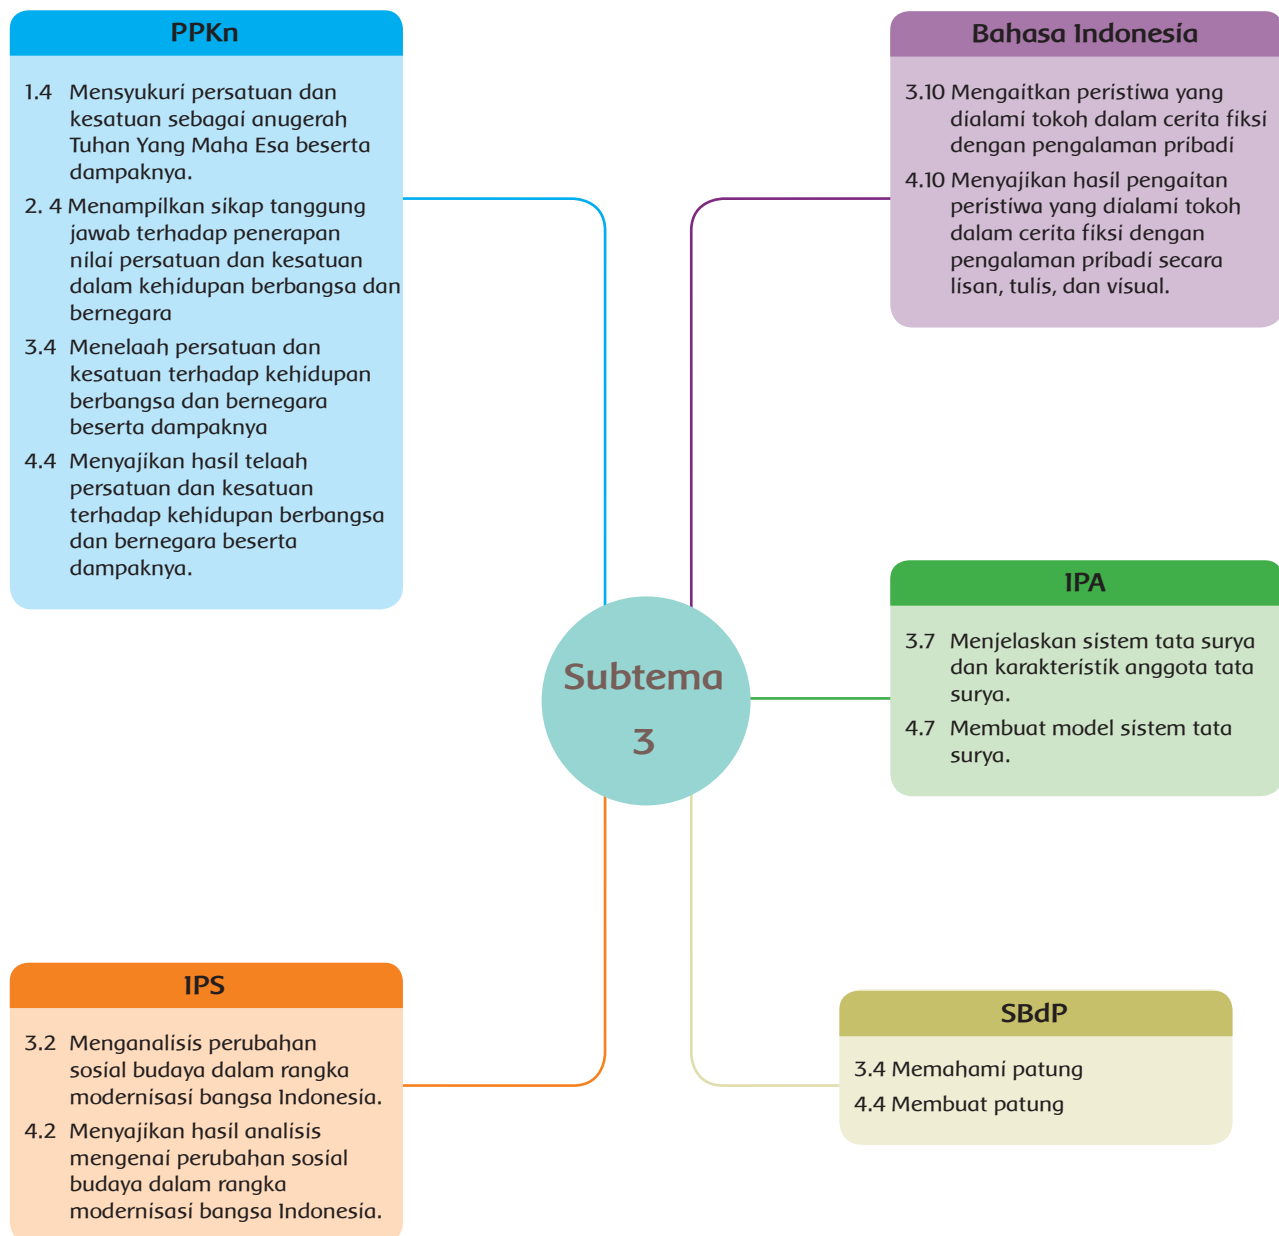 PPKn
1.4 Mensyukuri persatuan dan
kesatuan sebagai anugerah
Tuhan Yang Maha Esa beserta
dampaknya.
2. 4 Menampilkan sikap tanggung
jawab terhadap penerapan
nilai persatuan dan kesatuan
dalam kehidupan berbangsa dan
bernegara
3.4 Menelaah persatuan dan
kesatuan terhadap kehidupan
berbangsa dan bernegara
beserta dampaknya
4.4 Menyajikan hasil telaah
persatuan dan kesatuan
terhadap kehidupan berbangsa
dan bernegara beserta
dampaknya.
Bahasa Indonesia
3.10 Mengaitkan peristiwa yang
dialami tokoh dalam cerita fiksi
dengan pengalaman pribadi
4.10 Menyajikan hasil pengaitan
peristiwa yang dialami tokoh
dalam cerita fiksi dengan
pengalaman pribadi secara
lisan, tulis, dan visual.
IPA
3.7 Menjelaskan sistem tata surya
dan karakteristik anggota tata
surya.
4.7 Membuat model sistem tata
surya.
Subtema
3
IPS
3.2 Menganalisis perubahan
sosial budaya dalam rangka
modernisasi bangsa Indonesia.
4.2 Menyajikan hasil analisis
mengenai perubahan sosial
budaya dalam rangka
modernisasi bangsa Indonesia.
SBdP
3.4 Memahami patung
4.4 Membuat patung